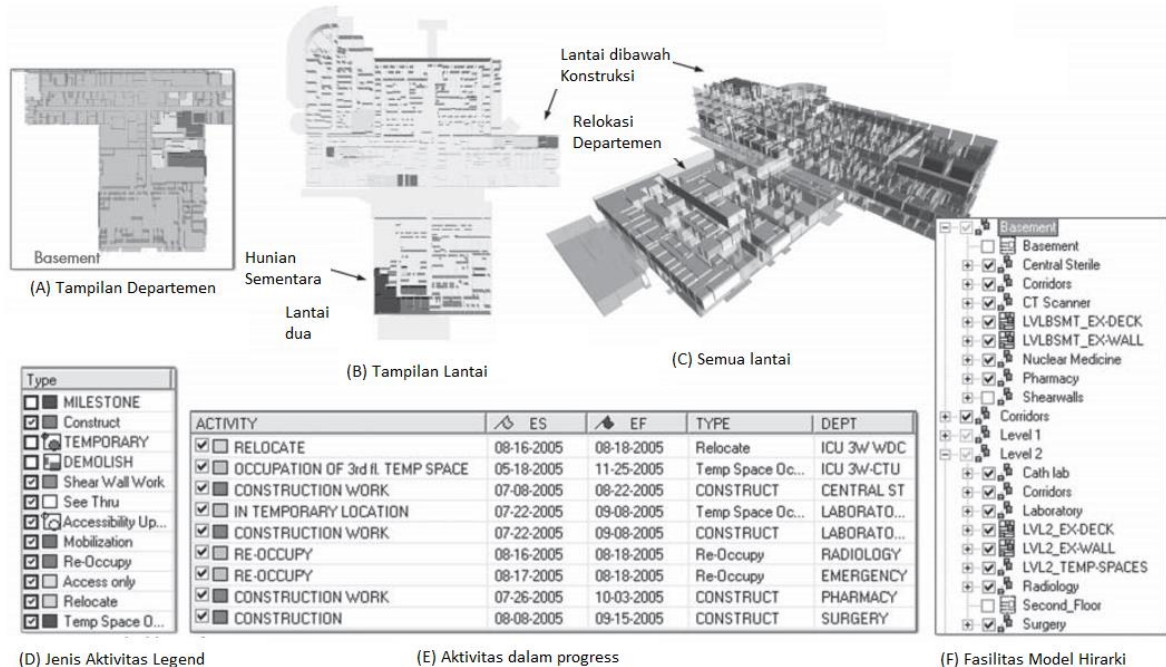 Basement
(A) Tampilan Departemen
Hunian
Sementara
Lantai
dua
(B) Tampilan Lantai
Lantai dibawah
Konstruksi
Relokasi
Departemen
(C) Semua lantai
Type
MILESTONE
Construct
TEMPORARY
DEMOLISH
Shear Wall Work
See Thru
Accessibility Up...
Mobilization
Re-Occupy
Access only
Relocate
Temp Space O...
(D) Jenis Aktivitas Legend
ACTIVITY ES EF TYPE DEPT
RELOCATE 08-16-2005 08-18-2005 Relocate ICU 3W WDC
OCCUPATION OF 3rd fl. TEMP SPACE 05-18-2005 11-25-2005 Temp Space Oc... ICU 3W-CTU
CONSTRUCTION WORK 07-08-2005 08-22-2005 CONSTRUCT CENTRAL ST
IN TEMPORARY LOCATION 07-22-2005 09-08-2005 Temp Space Oc... LABORATO...
CONSTRUCTION WORK 07-22-2005 09-08-2005 CONSTRUCT LABORATO...
RE-OCCUPY 08-16-2005 08-18-2005 Re-Occupy RADIOLOGY
RE-OCCUPY 08-17-2005 08-18-2005 Re-Occupy EMERGENCY
CONSTRUCTION WORK 07-26-2005 10-03-2005 CONSTRUCT PHARMACY
CONSTRUCTION 08-08-2005 09-15-2005 CONSTRUCT SURGERY
(E) Aktivitas dalam progress
Basement
Basement
Central Sterile
Corridors
CT Scanner
LVLBSMT_EX-DECK
LVLBSMT_EX-WALL
Nuclear Medicine
Pharmacy
Shearwalls
Corridors
Level 1
Level 2
Cath lab
Corridors
Laboratory
LVL2_EX-DECK
LVL2_EX-WALL
LVL2_TEMP-SPACES
Radiology
Second_Floor
Surgery
(F) Fasilitas Model Hirarki